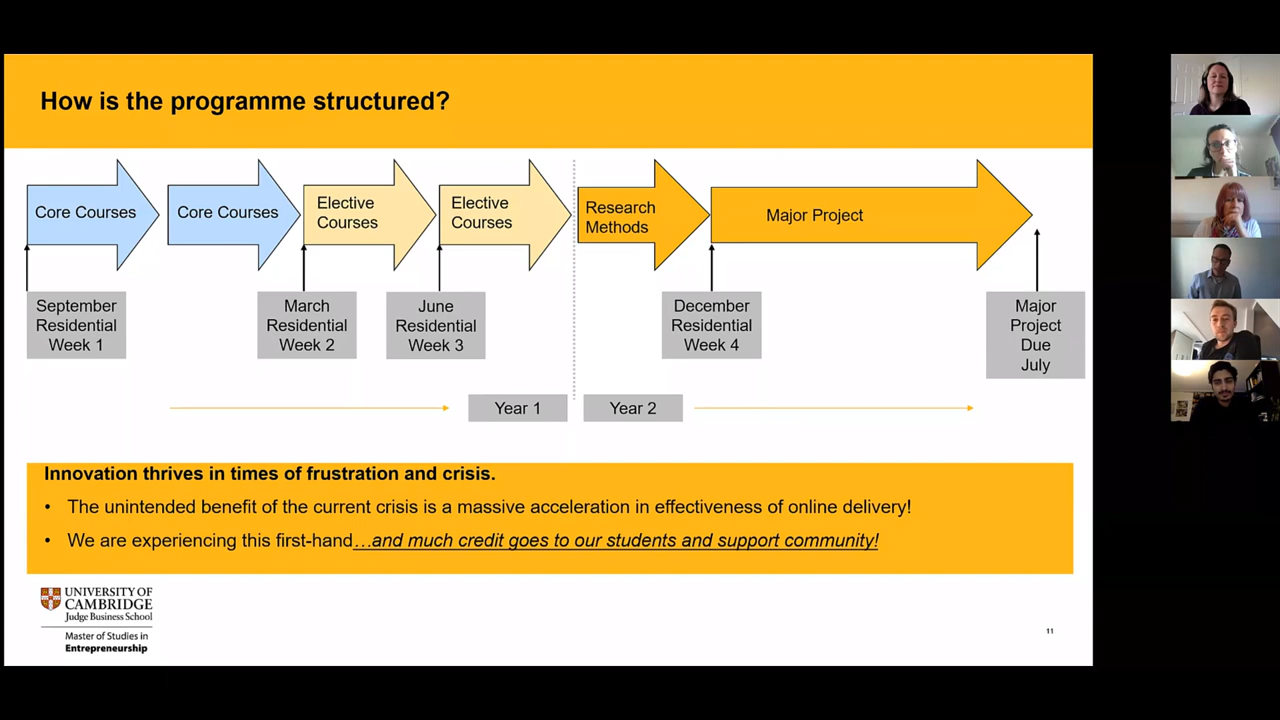 How is the programme structured?
Core Courses
Core Courses
Elective
Courses
Elective
Courses
Research
Methods
Major Project
September
Residential
Week 1
March
Residential
Week 2
June
Residential
Week 3
December
Residential
Week 4
Major
Project
Due
July
Year 1
Year 2
Innovation thrives in times of frustration and crisis.
• The unintended benefit of the current crisis is a massive acceleration in effectiveness of online delivery!
• We are experiencing this first-hand…and much credit goes to our students and support community!
UNIVERSITY OF
CAMBRIDGE
Judge Business School
Master of Studies in
Entrepreneurship
11